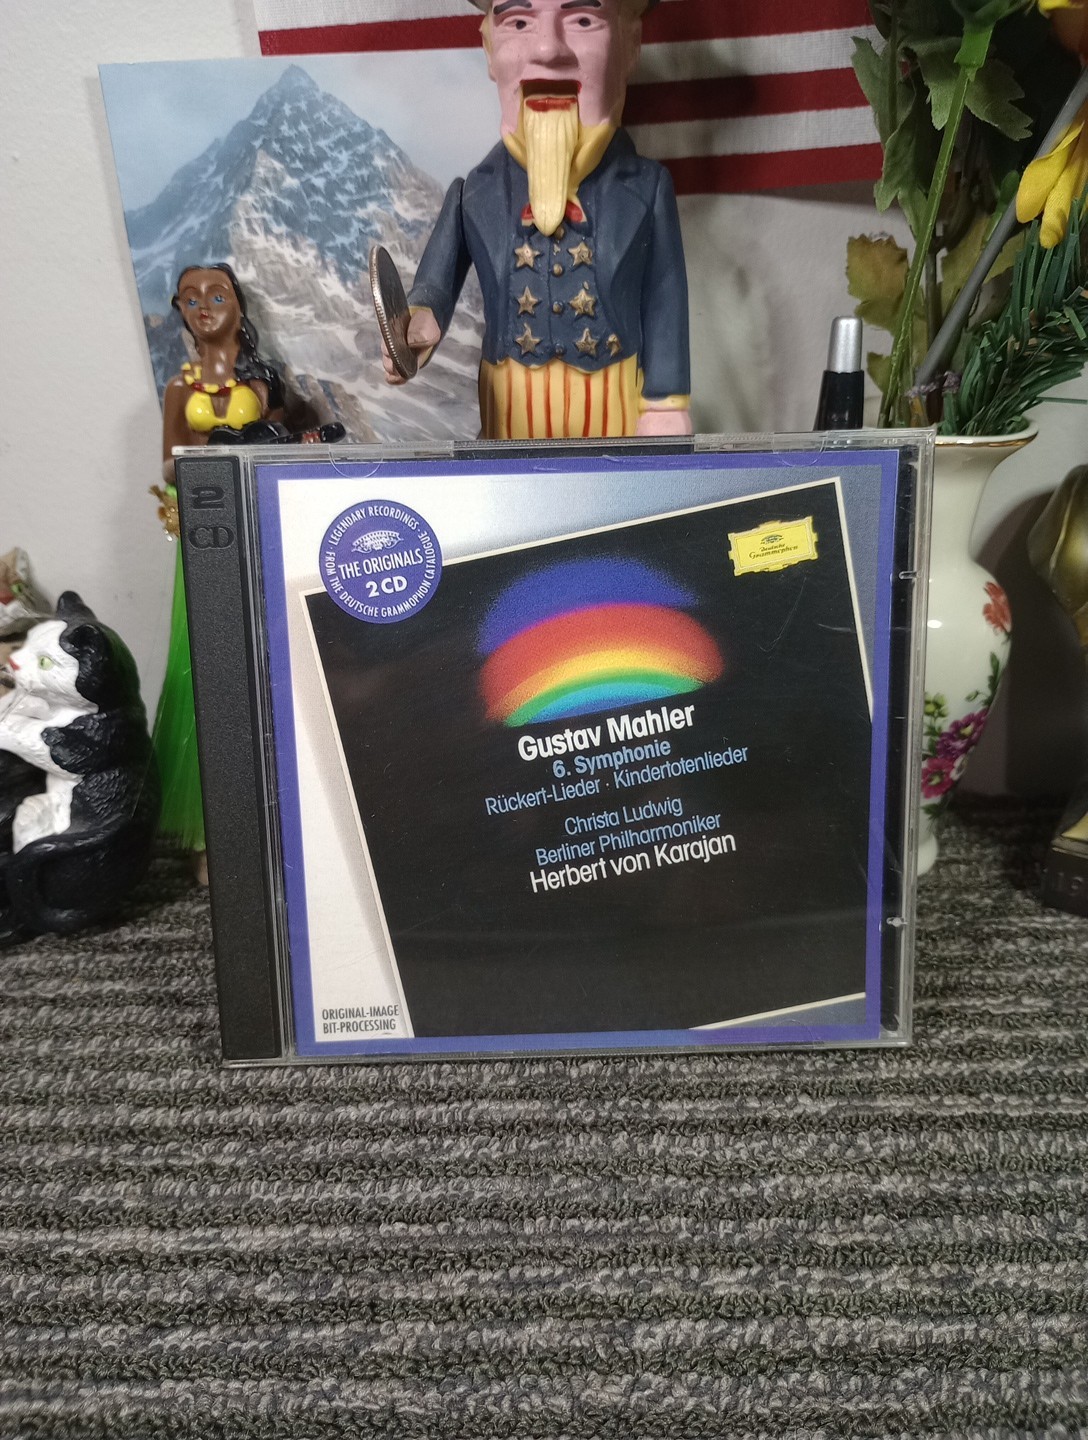 2
CD
LEGENDARY RECORDINGS ·
FROM THE DEUTSCHE GRAMMOPHON CATALOGUE ·
THE ORIGINALS
2 CD
Deutsche
Grammophon
Gustav Mahler
6. Symphonie
Rückert-Lieder · Kindertotenlieder
Christa Ludwig
Berliner Philharmoniker
Herbert von Karajan
ORIGINAL-IMAGE
BIT-PROCESSING